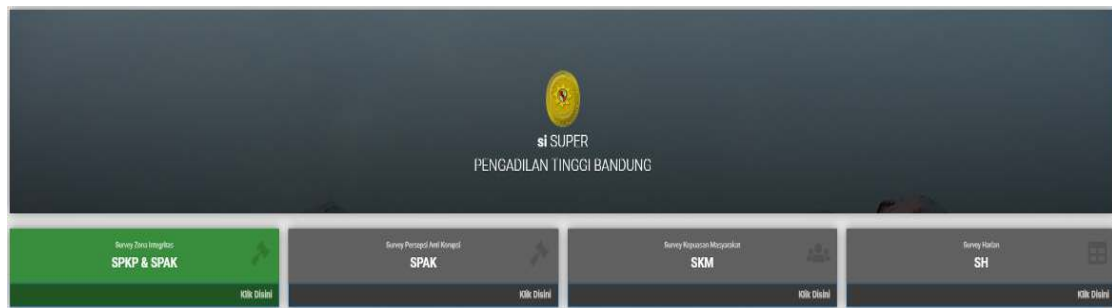 si SUPER
PENGADILAN TINGGI BANDUNG
Survey Zona Integritas
SPKP & SPAK
Klik Disini
Survey Persepsi Anti Korupsi
SPAK
Klik Disini
Survey Kepuasan Masyarakat
SKM
Klik Disini
Survey Harian
SH
Klik Disini